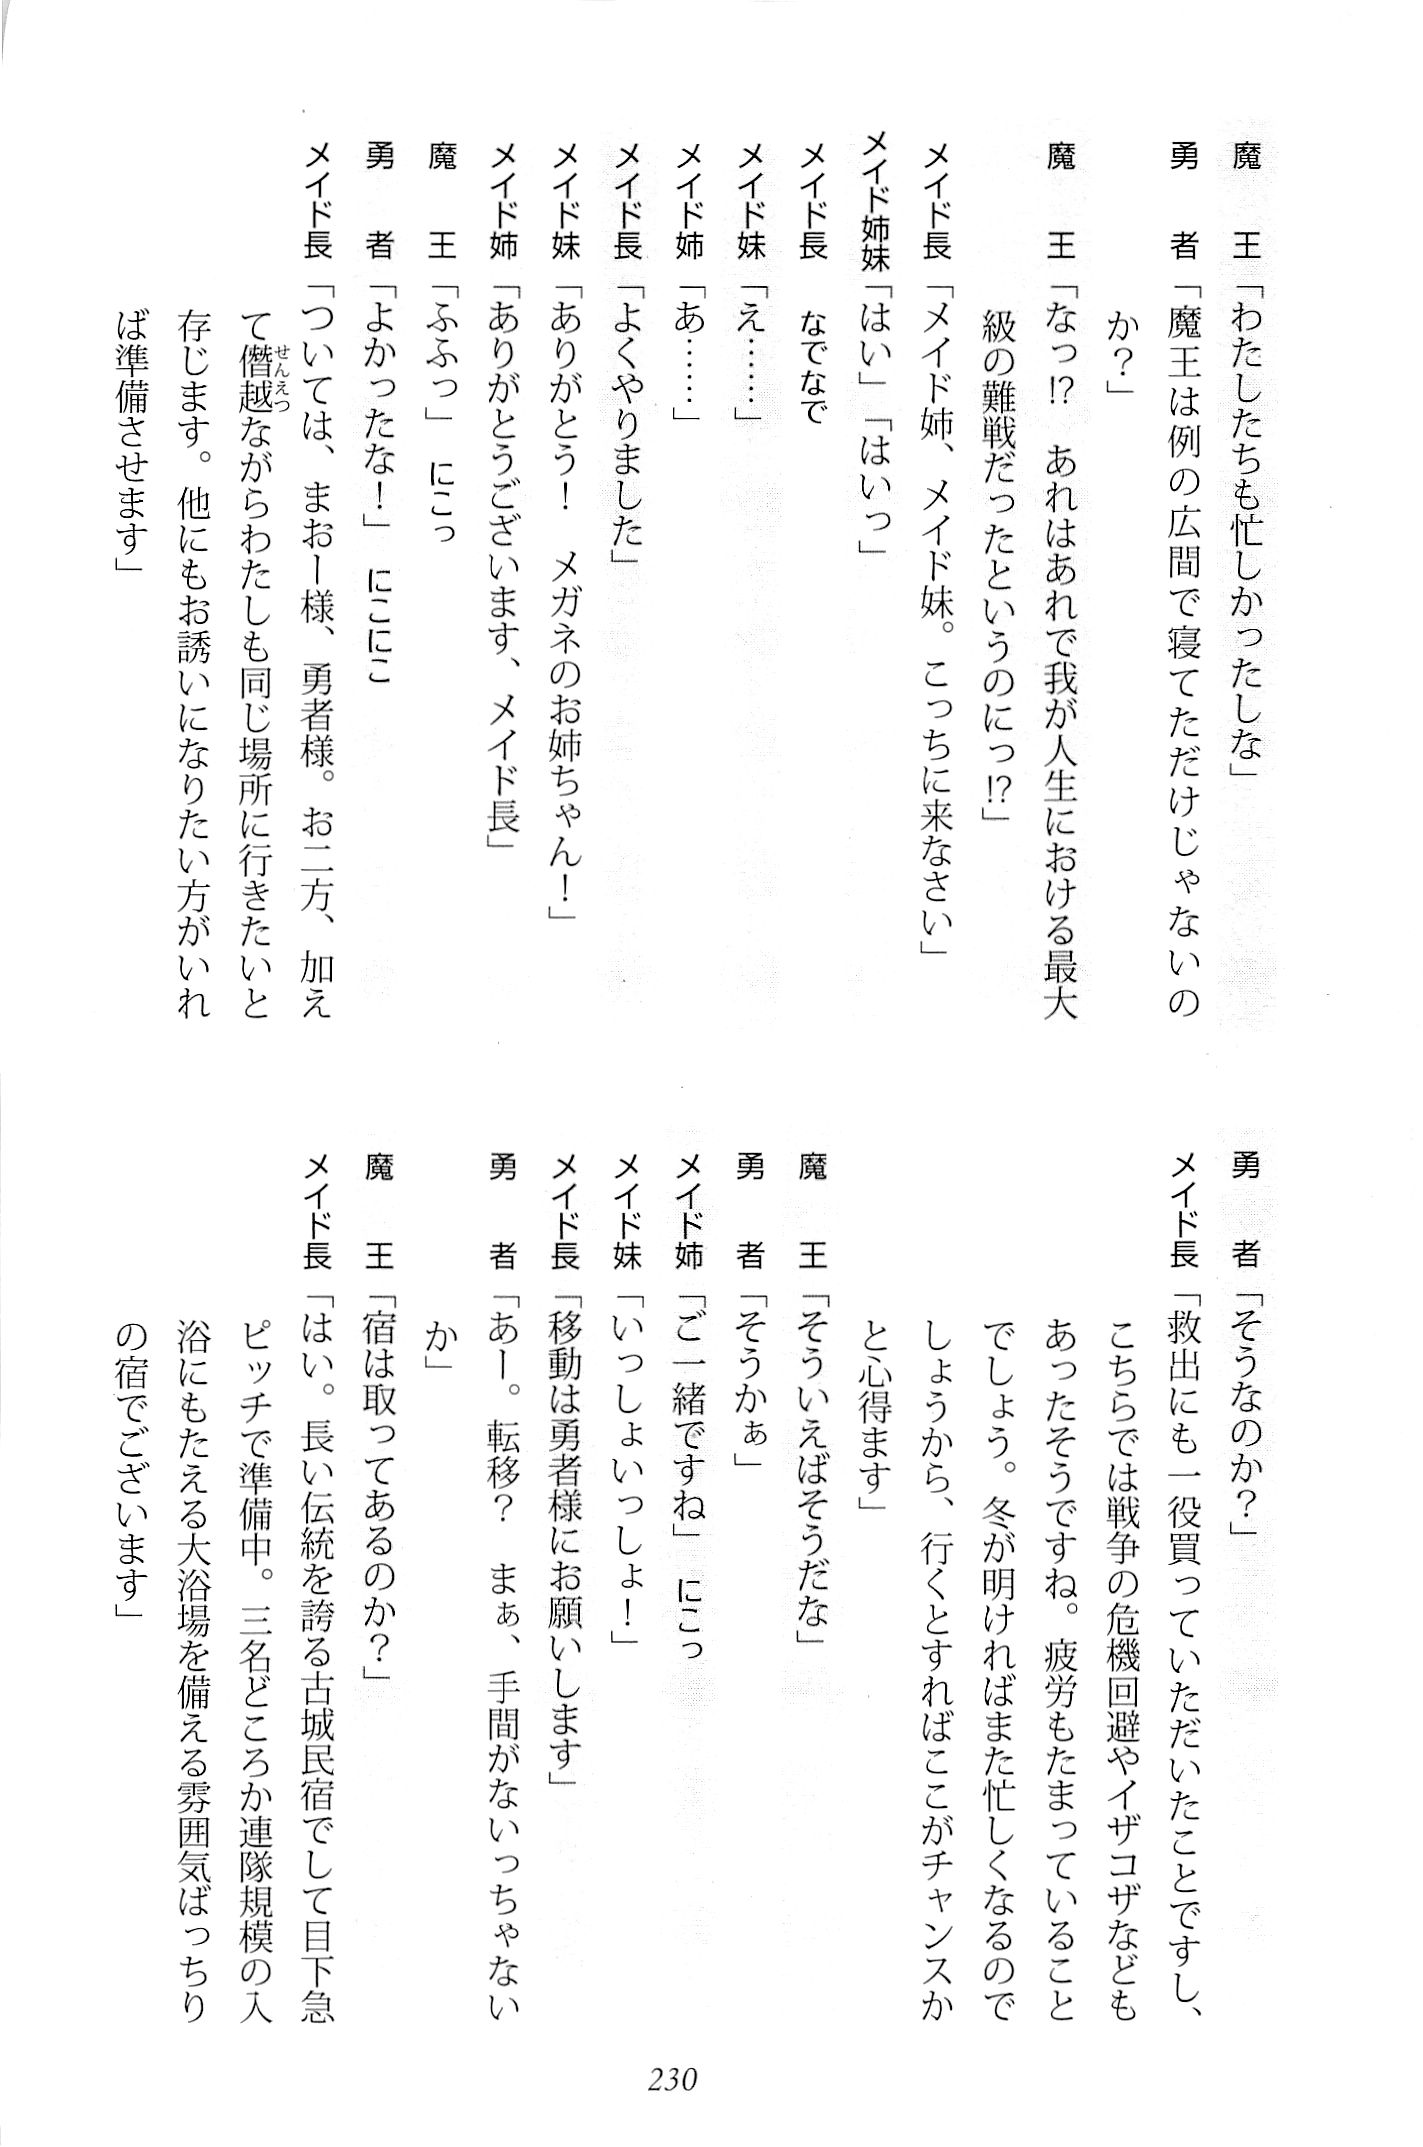 魔　王「わたしたちも忙しかったしな」
勇　者「魔王は例の広間で寝てただけじゃないの
か？」
魔　王「なっ!?　あれはあれで我が人生における最大
級の難戦だったというのにっ!?」
メイド長「メイド姉、メイド妹。こっちに来なさい」
メイド姉妹「はい」「はいっ」
メイド長　なでなで
メイド妹「え……」
メイド姉「あ……」
メイド長「よくやりました」
メイド妹「ありがとう！　メガネのお姉ちゃん！」
メイド姉「ありがとうございます、メイド長」
魔　王「ふふっ」　にこっ
勇　者「よかったな！」　にこにこ
メイド長「ついては、まおー様、勇者様。お二方、加え
て僭越せんえつながらわたしも同じ場所に行きたいと
存じます。他にもお誘いになりたい方がいれ
ば準備させます」
勇　者「そうなのか？」
メイド長「救出にも一役買っていただいたことですし、
こちらでは戦争の危機回避やイザコザなども
あったそうですね。疲労もたまっていること
でしょう。冬が明ければまた忙しくなるので
しょうから、行くとすればここがチャンスか
と心得ます」
魔　王「そういえばそうだな」
勇　者「そうかぁ」
メイド姉「ご一緒ですね」　にこっ
メイド妹「いっしょいっしょ！」
メイド長「移動は勇者様にお願いします」
勇　者「あー。転移？　まぁ、手間がないっちゃない
か」
魔　王「宿は取ってあるのか？」
メイド長「はい。長い伝統を誇る古城民宿でして目下急
ピッチで準備中。三名どころか連隊規模の入
浴にもたえる大浴場を備える雰囲気ばっちり
の宿でございます」
230